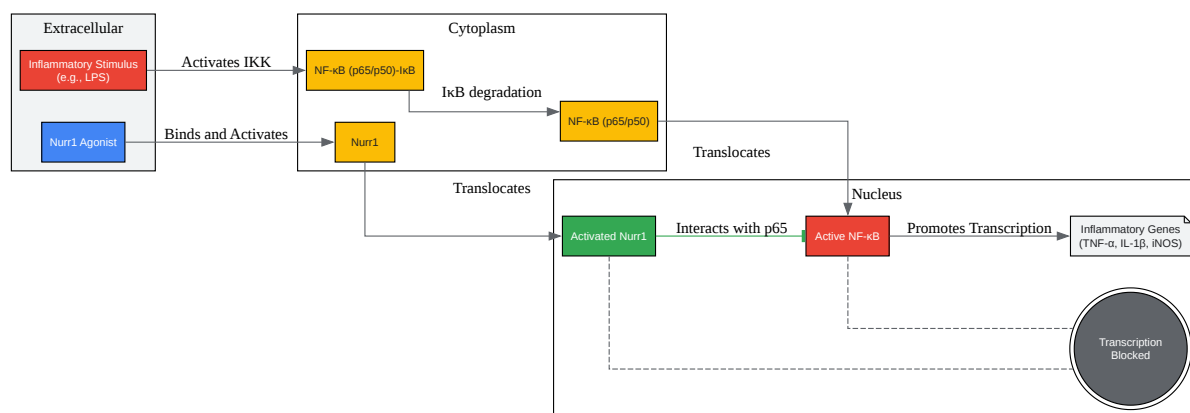 Extracellular
Cytoplasm
Inflammatory Stimulus
(e.g., LPS)
Activates IKK
NF-κB (p65/p50)-IκB
IκB degradation
NF-κB (p65/p50)
Nurr1 Agonist
Binds and Activates
Nurr1
Translocates
Translocates
Nucleus
Activated Nurr1
Interacts with p65
Active NF-κB
Promotes Transcription
Inflammatory Genes
(TNF-α, IL-1β, iNOS)
Transcription
Blocked